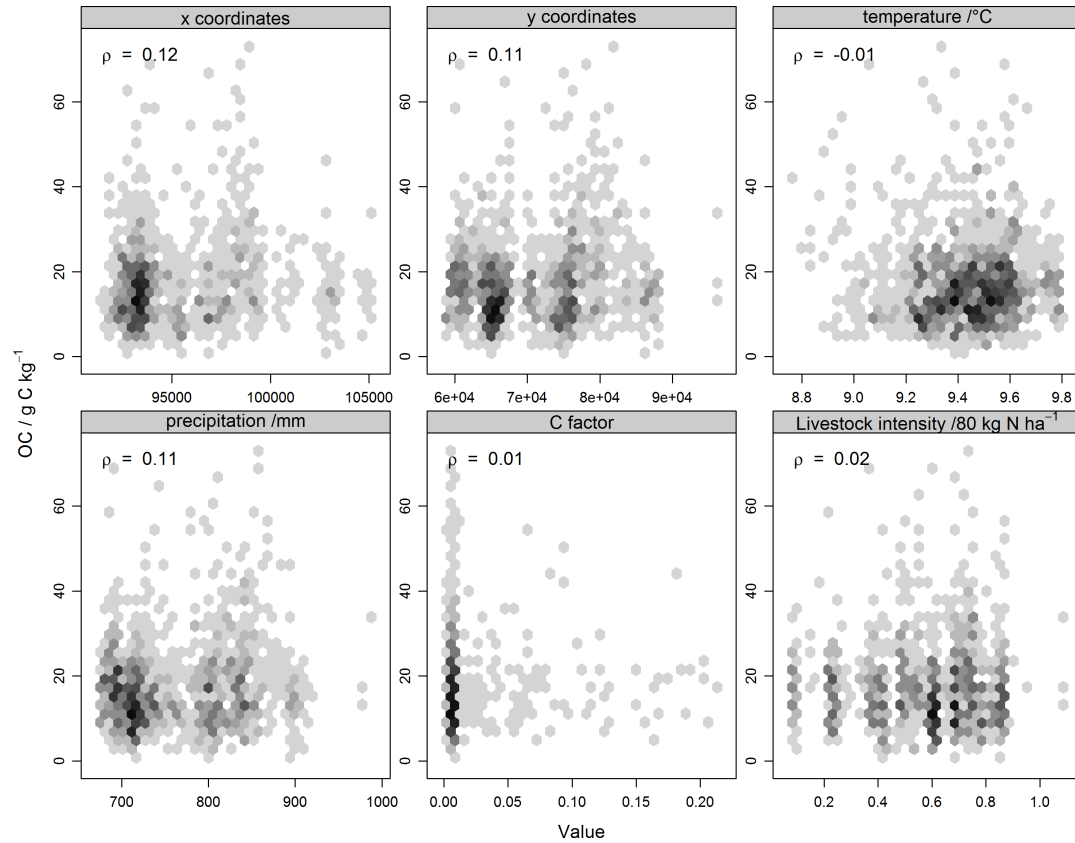 x coordinates
y coordinates
temperature /°C
ρ = 0.12
ρ = 0.11
ρ = -0.01
60
40
20
0
60
40
20
0
60
40
20
0
95000 100000 105000
6e+04 7e+04 8e+04 9e+04
8.8 9.0 9.2 9.4 9.6 9.8
OC / g C kg⁻¹
precipitation /mm
C factor
Livestock intensity /80 kg N ha⁻¹
ρ = 0.11
ρ = 0.01
ρ = 0.02
60
40
20
0
60
40
20
0
60
40
20
0
700 800 900 1000
0.00 0.05 0.10 0.15 0.20
0.2 0.4 0.6 0.8 1.0
Value